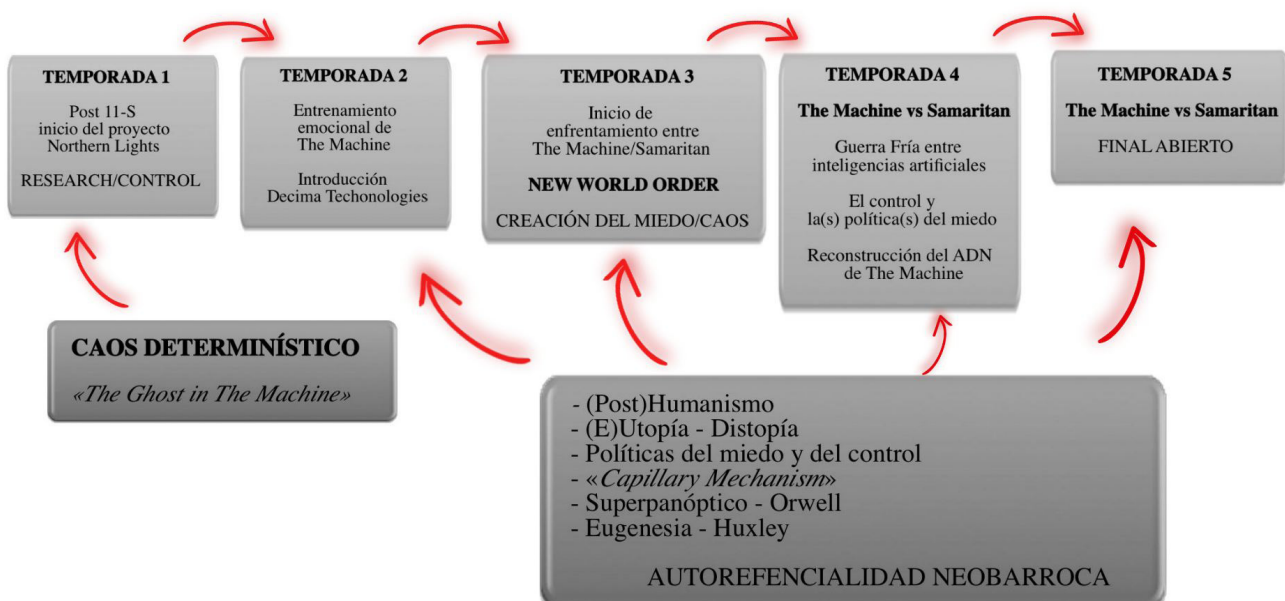 TEMPORADA 1
Post 11-S
inicio del proyecto
Northern Lights
RESEARCH/CONTROL
TEMPORADA 2
Entrenamiento
emocional de
The Machine
Introducción
Decima Techonologies
TEMPORADA 3
Inicio de
enfrentamiento entre
The Machine/Samaritan
NEW WORLD ORDER
CREACIÓN DEL MIEDO/CAOS
TEMPORADA 4
The Machine vs Samaritan
Guerra Fría entre
inteligencias artificiales
El control y
la(s) política(s) del miedo
Reconstrucción del ADN
de The Machine
TEMPORADA 5
The Machine vs Samaritan
FINAL ABIERTO
CAOS DETERMINÍSTICO
«The Ghost in The Machine»
- (Post)Humanismo
- (E)Utopía - Distopía
- Políticas del miedo y del control
- «Capillary Mechanism»
- Superpanóptico - Orwell
- Eugenesia - Huxley
AUTOREFENCIALIDAD NEOBARROCA